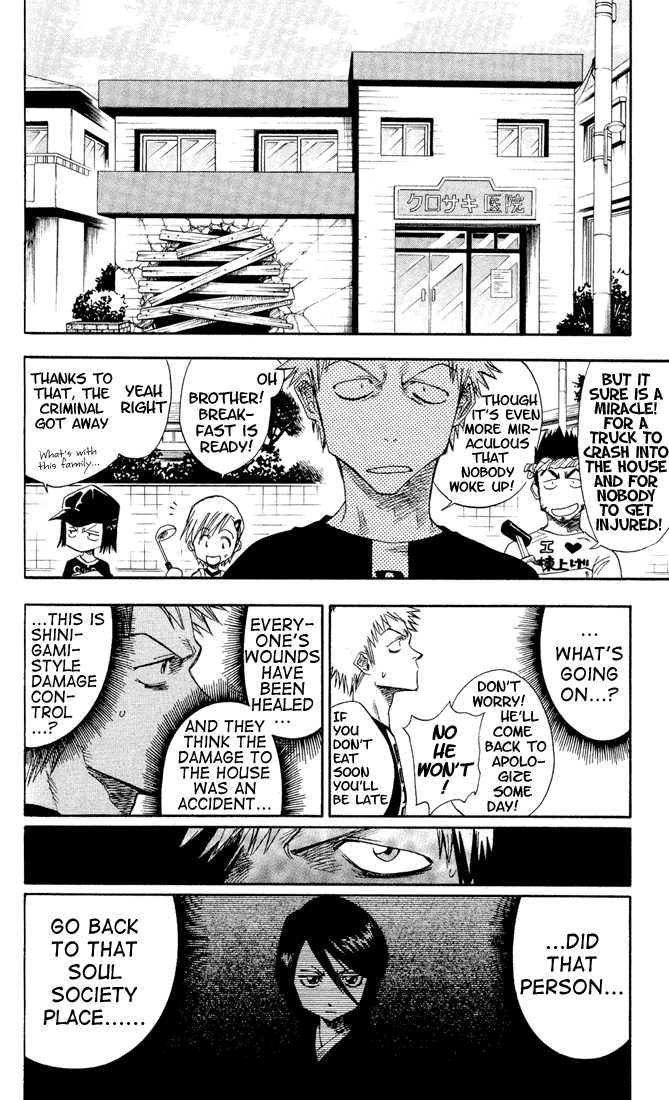 クロサキ医院
BUT IT
SURE IS A
MIRACLE!
FOR A
TRUCK TO
CRASH INTO
THE HOUSE
AND FOR
NOBODY
TO GET
INJURED!
THOUGH
IT'S EVEN
MORE MIR-
ACULOUS
THAT
NOBODY
WOKE UP!
OH
BROTHER!
BREAK-
FAST IS
READY!
YEAH
RIGHT
THANKS TO
THAT, THE
CRIMINAL
GOT AWAY
What's with
this family...
工 ♥
棟上げ!
...
WHAT'S
GOING
ON...?
DON'T
WORRY!
HE'LL
COME
BACK TO
APOLO-
GIZE
SOME
DAY!
NO
HE
WON'T
!
IF
YOU
DON'T
EAT
SOON
YOU'LL
BE LATE
EVERY-
ONE'S
WOUNDS
HAVE
BEEN
HEALED
...
AND THEY
THINK THE
DAMAGE TO
THE HOUSE
WAS AN
ACCIDENT...
...THIS IS
SHINI-
GAMI-
STYLE
DAMAGE
CON-
TROL
...?
...DID
THAT
PERSON...
GO BACK
TO THAT
SOUL
SOCIETY
PLACE......